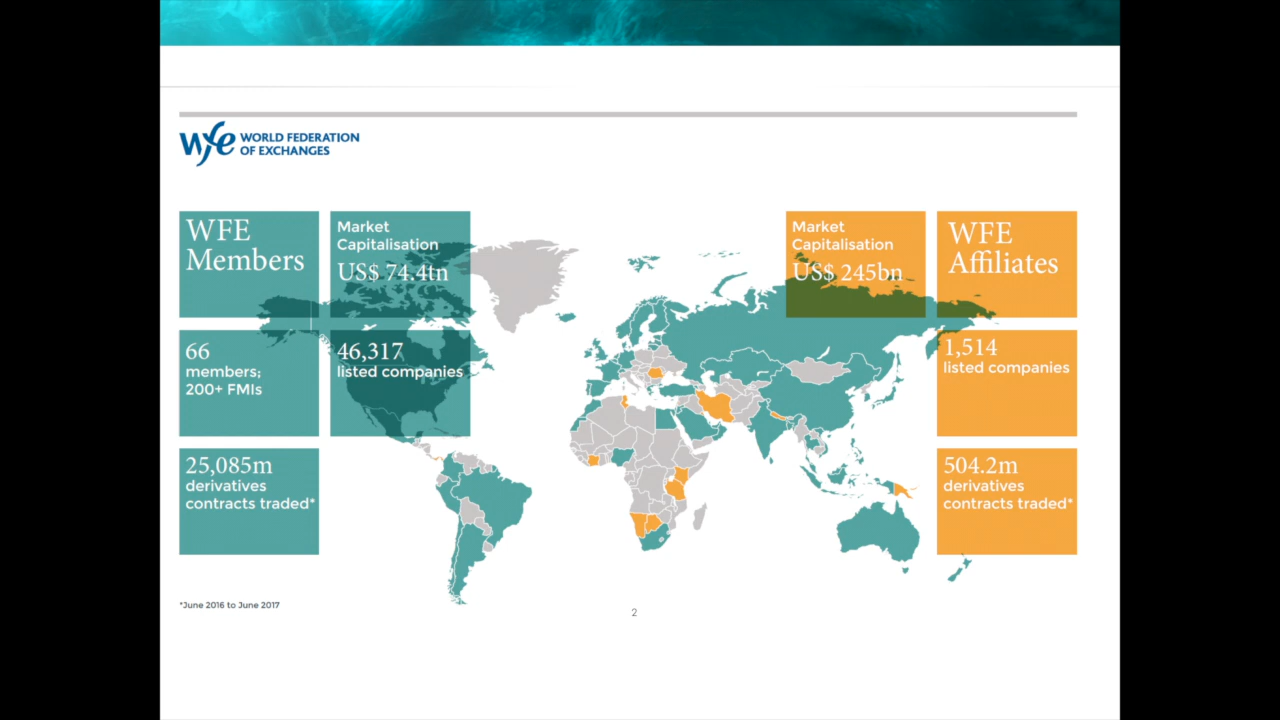 wfe WORLD FEDERATION
OF EXCHANGES
WFE
Members
Market
Capitalisation
US$ 74.4tn
66
members;
200+ FMIs
46,317
listed companies
25,085m
derivatives
contracts traded*
Market
Capitalisation
US$ 245bn
WFE
Affiliates
1,514
listed companies
504.2m
derivatives
contracts traded*
*June 2016 to June 2017
2